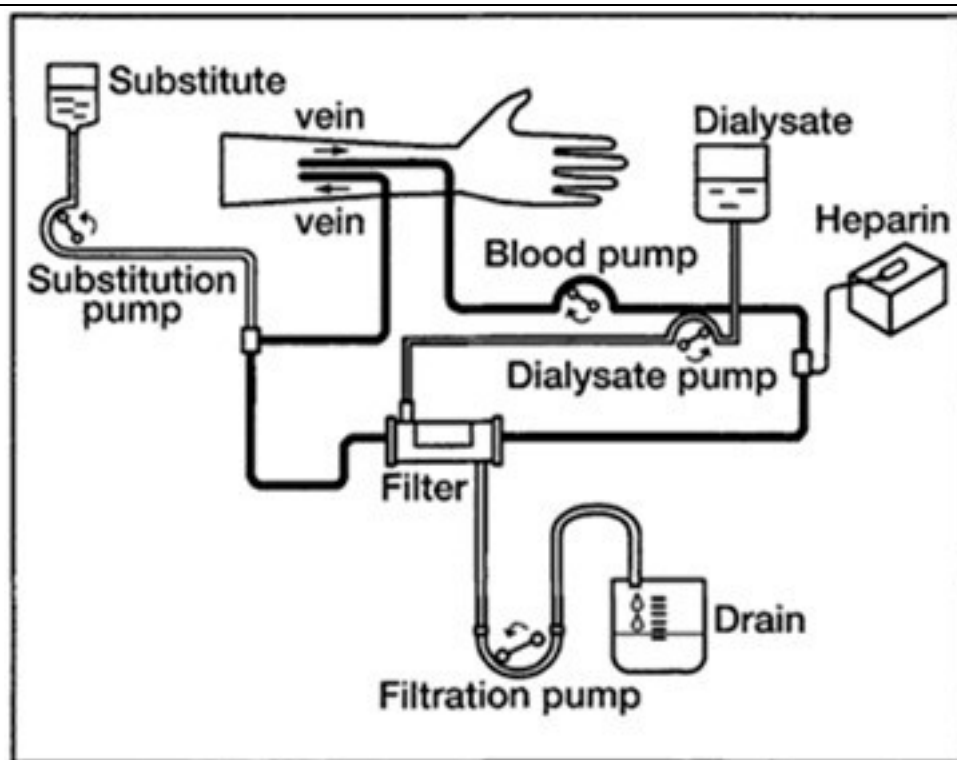 Substitute
vein
Dialysate
vein
Heparin
Blood pump
Substitution
pump
Dialysate pump
Filter
Drain
Filtration pump